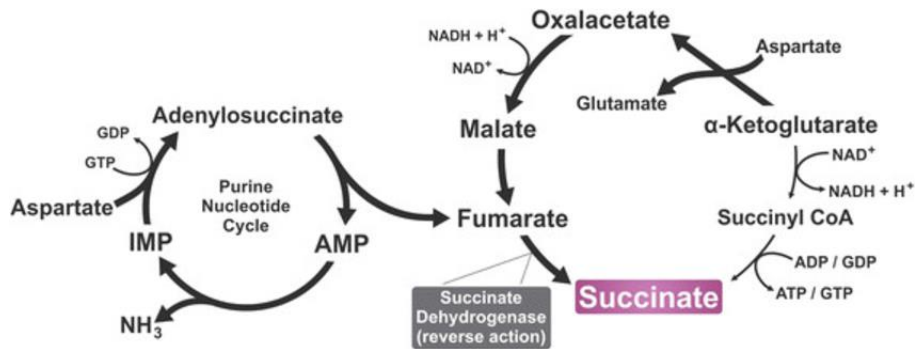 Oxalacetate
NADH + H⁺
NAD⁺
Aspartate
Glutamate
Adenylosuccinate
GDP
GTP
Malate
α-Ketoglutarate
NAD⁺
NADH + H⁺
Purine
Nucleotide
Cycle
Aspartate
IMP
AMP
Fumarate
Succinyl CoA
ADP / GDP
ATP / GTP
Succinate
Dehydrogenase
(reverse action)
Succinate
NH₃